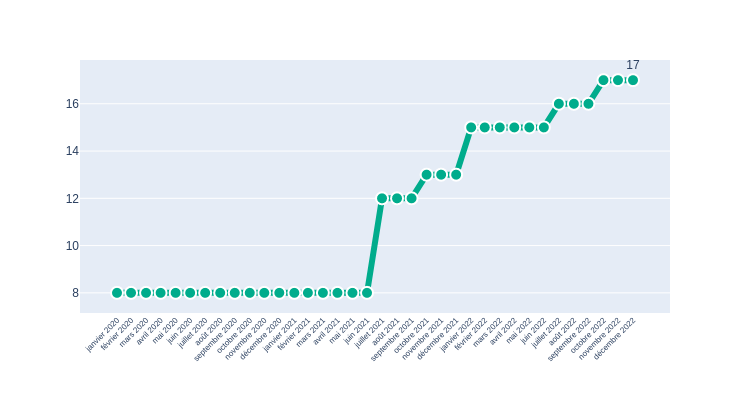 17
16
14
12
10
8
janvier 2020
février 2020
mars 2020
avril 2020
mai 2020
juin 2020
juillet 2020
août 2020
septembre 2020
octobre 2020
novembre 2020
décembre 2020
janvier 2021
février 2021
mars 2021
avril 2021
mai 2021
juin 2021
juillet 2021
août 2021
septembre 2021
octobre 2021
novembre 2021
décembre 2021
janvier 2022
février 2022
mars 2022
avril 2022
mai 2022
juin 2022
juillet 2022
août 2022
septembre 2022
octobre 2022
novembre 2022
décembre 2022